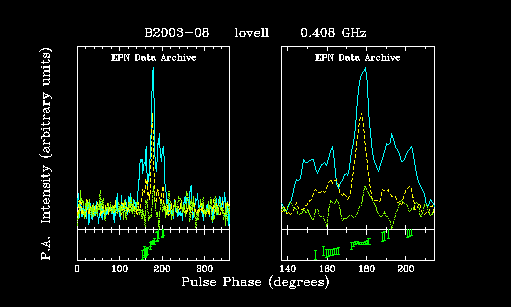 B2003-08 lovell 0.408 GHz
EPN Data Archive EPN Data Archive
P.A. Intensity (arbitrary units)
0 100 200 300 140 160 180 200
Pulse Phase (degrees)